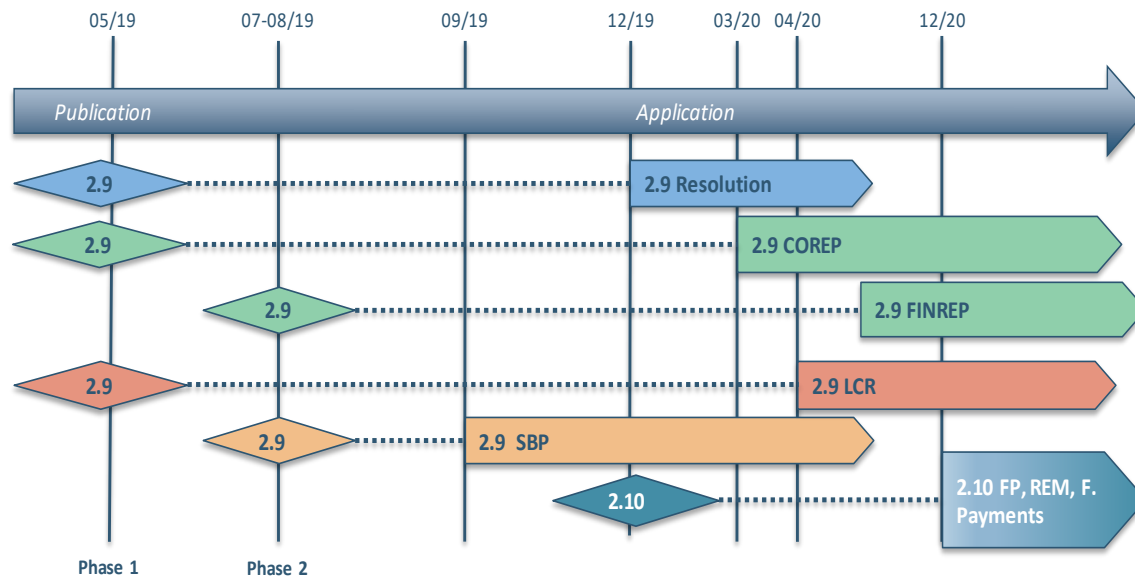 05/19 07-08/19 09/19 12/19 03/20 04/20 12/20
Publication Application
2.9 2.9 Resolution
2.9 2.9 COREP
2.9 2.9 FINREP
2.9 2.9 LCR
2.9 2.9 SBP
2.10 2.10 FP, REM, F.
Payments
Phase 1 Phase 2